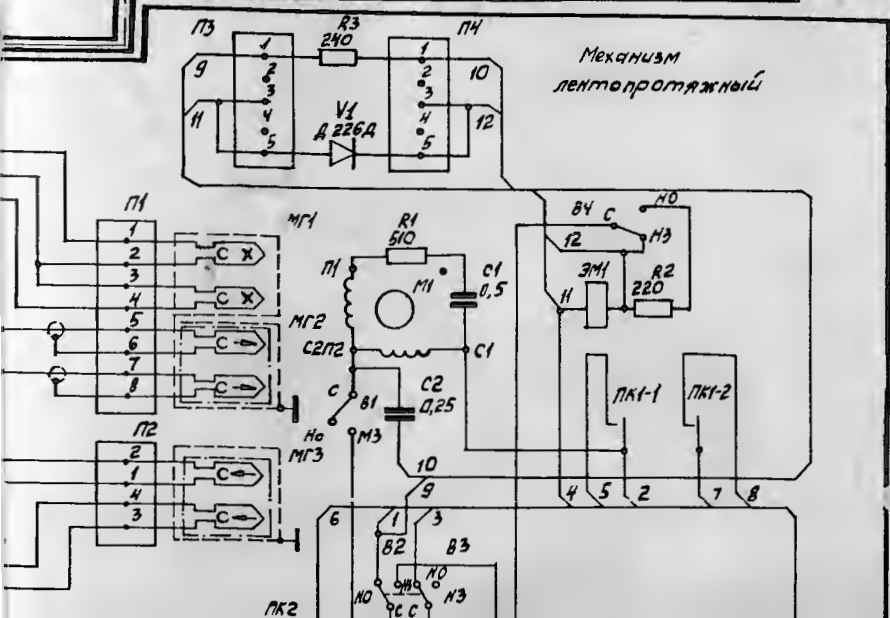 П3
R3
240
П4
Механизм
лентопротяжный
9
1
2
3
4
5
1
2
3
4
5
10
11
V1
Д 226Д
12
П1
МГ1
1
2
3
4
5
6
7
8
С X
С X
МГ2
С
С
П2
МГ3
2
1
4
3
С
С
R1
510
П1
М1
С1
0,5
С2П2
С1
С
В1
НО
МЗ
С2
0,25
В4
С
НО
НЗ
12
ЭМ1
R2
220
11
ПК1-1
ПК1-2
10
9
4
5
2
7
8
6
1
3
В2
В3
НО
НЗ
НО
НЗ
С С
ПК2